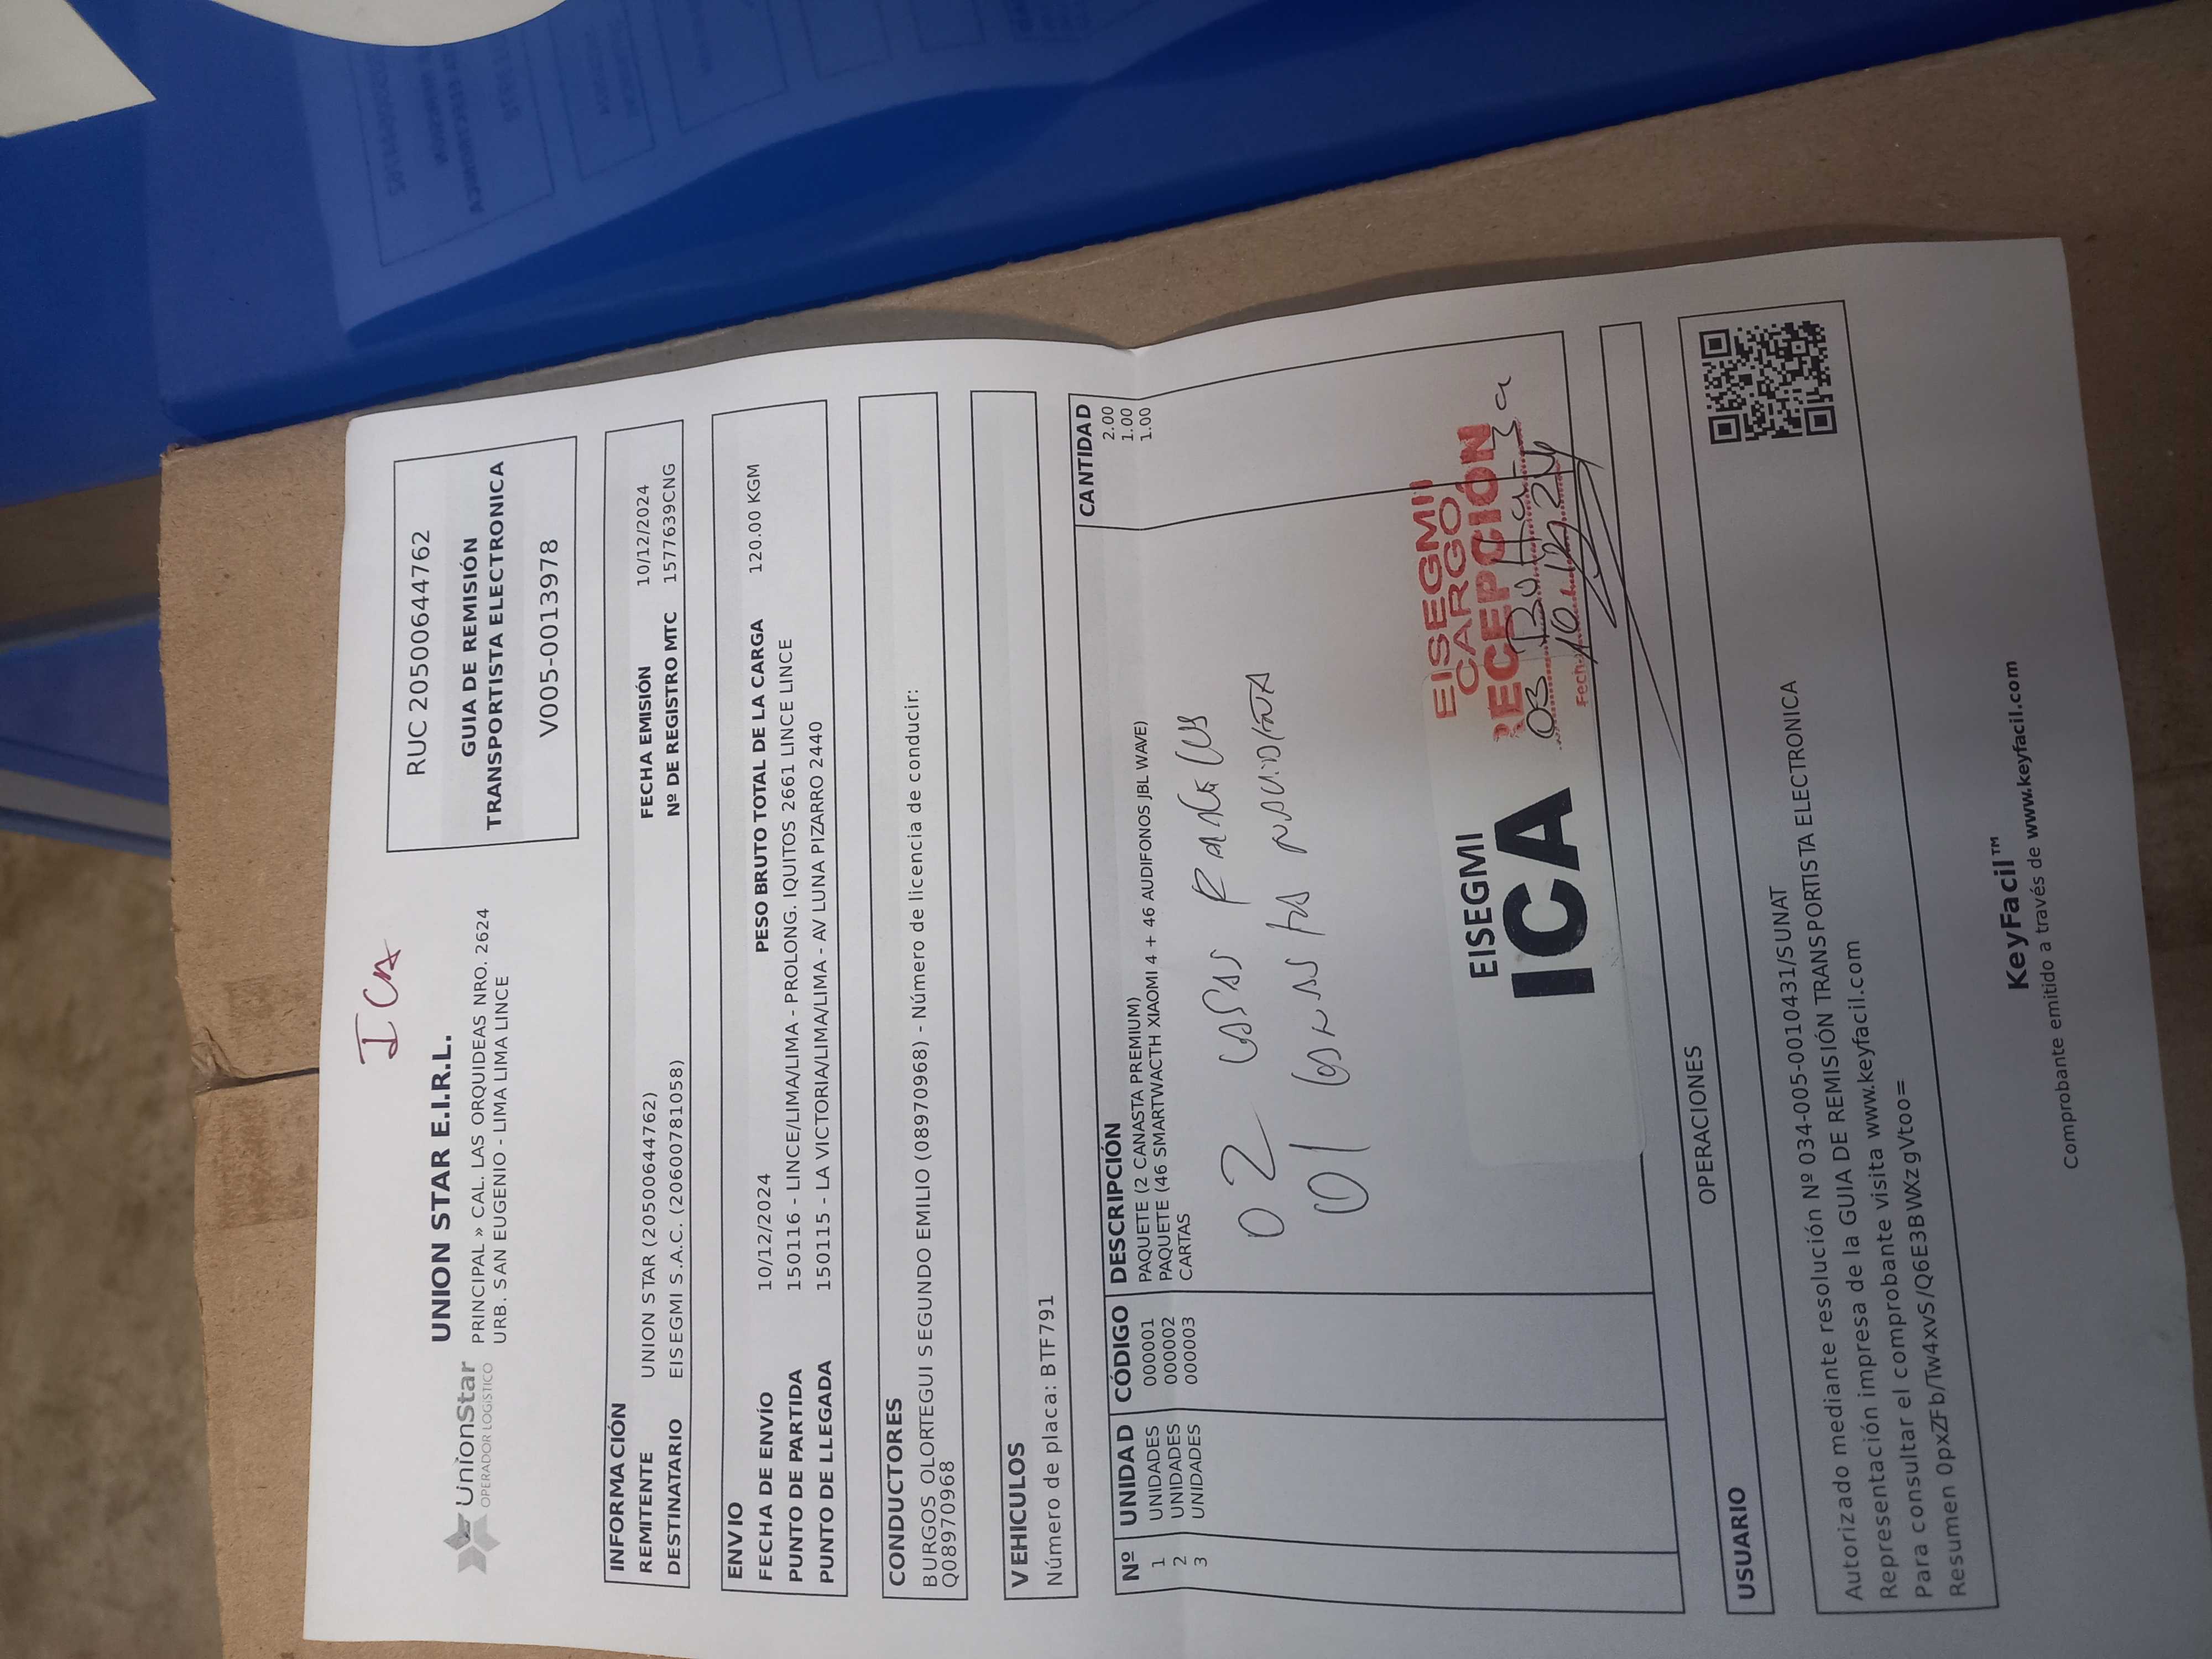 ICA
UnionStar
OPERADOR LOGISTICO
UNION STAR E.I.R.L.
PRINCIPAL » CAL. LAS ORQUIDEAS NRO. 2624
URB. SAN EUGENIO - LIMA LIMA LINCE
RUC 20500644762
GUIA DE REMISIÓN
TRANSPORTISTA ELECTRONICA
V005-0013978
INFORMACIÓN
REMITENTE UNION STAR (20500644762) FECHA EMISIÓN 10/12/2024
DESTINATARIO EISEGMI S.A.C. (20600781058) Nº DE REGISTRO MTC 1577639CNG
ENVIO
FECHA DE ENVÍO 10/12/2024 PESO BRUTO TOTAL DE LA CARGA 120.00 KGM
PUNTO DE PARTIDA 150116 - LINCE/LIMA/LIMA - PROLONG. IQUITOS 2661 LINCE LINCE
PUNTO DE LLEGADA 150115 - LA VICTORIA/LIMA/LIMA - AV LUNA PIZARRO 2440
CONDUCTORES
BURGOS OLORTEGUI SEGUNDO EMILIO (08970968) - Número de licencia de conducir:
Q08970968
VEHICULOS
Número de placa: BTF791
Nº UNIDAD CÓDIGO DESCRIPCIÓN CANTIDAD
1 UNIDADES 000001 PAQUETE (2 CANASTA PREMIUM) 2.00
2 UNIDADES 000002 PAQUETE (46 SMARTWACTH XIAOMI 4 + 46 AUDIFONOS JBL WAVE) 1.00
3 UNIDADES 000003 CARTAS 1.00
02
01
EISEGMI
ICA
EISEGMI
CARGO
RECEPCIÓN
03
10
OPERACIONES
USUARIO
Autorizado mediante resolución Nº 034-005-0010431/SUNAT
Representación impresa de la GUIA DE REMISIÓN TRANSPORTISTA ELECTRONICA
Para consultar el comprobante visita www.keyfacil.com
Resumen 0pxZFb/Tw4xvS/Q6E3BWXzgVtoo=
KeyFacil™
Comprobante emitido a través de www.keyfacil.com